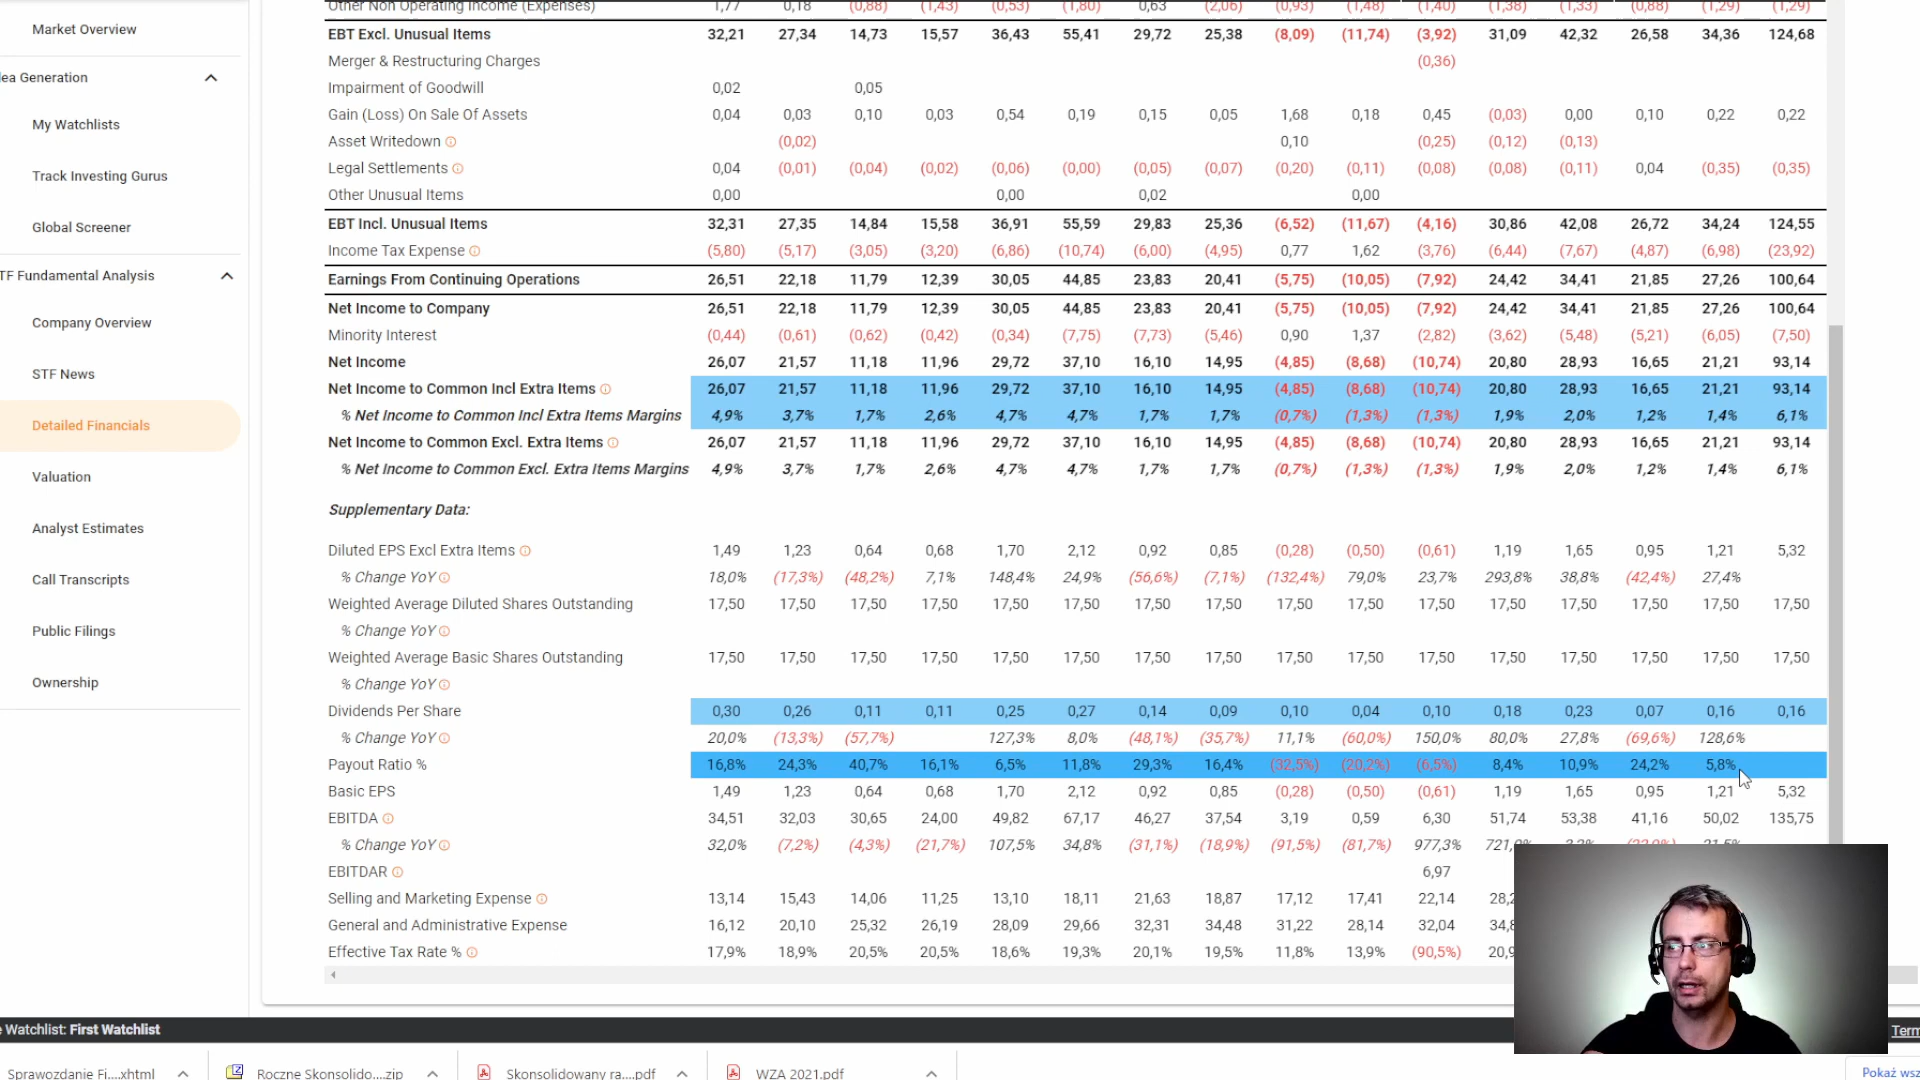 Market Overview
ea Generation
My Watchlists
Track Investing Gurus
Global Screener
TF Fundamental Analysis
Company Overview
STF News
Detailed Financials
Valuation
Analyst Estimates
Call Transcripts
Public Filings
Ownership
Other Non Operating Income (Expenses) 1,77 0,18 (0,88) (1,43) (0,53) (1,80) 0,63 (2,06) (0,93) (1,48) (1,40) (1,38) (1,33) (0,88) (1,29) (1,29)
EBT Excl. Unusual Items 32,21 27,34 14,73 15,57 36,43 55,41 29,72 25,38 (8,09) (11,74) (3,92) 31,09 42,32 26,58 34,36 124,68
Merger & Restructuring Charges (0,36)
Impairment of Goodwill 0,02 0,05
Gain (Loss) On Sale Of Assets 0,04 0,03 0,10 0,03 0,54 0,19 0,15 0,05 1,68 0,18 0,45 (0,03) 0,00 0,10 0,22 0,22
Asset Writedown (0,02) 0,10 (0,25) (0,12) (0,13)
Legal Settlements 0,04 (0,01) (0,04) (0,02) (0,06) (0,00) (0,05) (0,07) (0,20) (0,11) (0,08) (0,08) (0,11) 0,04 (0,35) (0,35)
Other Unusual Items 0,00 0,00 0,02 0,00
EBT Incl. Unusual Items 32,31 27,35 14,84 15,58 36,91 55,59 29,83 25,36 (6,52) (11,67) (4,16) 30,86 42,08 26,72 34,24 124,55
Income Tax Expense (5,80) (5,17) (3,05) (3,20) (6,86) (10,74) (6,00) (4,95) 0,77 1,62 (3,76) (6,44) (7,67) (4,87) (6,98) (23,92)
Earnings From Continuing Operations 26,51 22,18 11,79 12,39 30,05 44,85 23,83 20,41 (5,75) (10,05) (7,92) 24,42 34,41 21,85 27,26 100,64
Net Income to Company 26,51 22,18 11,79 12,39 30,05 44,85 23,83 20,41 (5,75) (10,05) (7,92) 24,42 34,41 21,85 27,26 100,64
Minority Interest (0,44) (0,61) (0,62) (0,42) (0,34) (7,75) (7,73) (5,46) 0,90 1,37 (2,82) (3,62) (5,48) (5,21) (6,05) (7,50)
Net Income 26,07 21,57 11,18 11,96 29,72 37,10 16,10 14,95 (4,85) (8,68) (10,74) 20,80 28,93 16,65 21,21 93,14
Net Income to Common Incl Extra Items 26,07 21,57 11,18 11,96 29,72 37,10 16,10 14,95 (4,85) (8,68) (10,74) 20,80 28,93 16,65 21,21 93,14
% Net Income to Common Incl Extra Items Margins 4,9% 3,7% 1,7% 2,6% 4,7% 4,7% 1,7% 1,7% (0,7%) (1,3%) (1,3%) 1,9% 2,0% 1,2% 1,4% 6,1%
Net Income to Common Excl. Extra Items 26,07 21,57 11,18 11,96 29,72 37,10 16,10 14,95 (4,85) (8,68) (10,74) 20,80 28,93 16,65 21,21 93,14
% Net Income to Common Excl. Extra Items Margins 4,9% 3,7% 1,7% 2,6% 4,7% 4,7% 1,7% 1,7% (0,7%) (1,3%) (1,3%) 1,9% 2,0% 1,2% 1,4% 6,1%
Supplementary Data:
Diluted EPS Excl Extra Items 1,49 1,23 0,64 0,68 1,70 2,12 0,92 0,85 (0,28) (0,50) (0,61) 1,19 1,65 0,95 1,21 5,32
% Change YoY 18,0% (17,3%) (48,2%) 7,1% 148,4% 24,9% (56,6%) (7,1%) (132,4%) 79,0% 23,7% 293,8% 38,8% (42,4%) 27,4%
Weighted Average Diluted Shares Outstanding 17,50 17,50 17,50 17,50 17,50 17,50 17,50 17,50 17,50 17,50 17,50 17,50 17,50 17,50 17,50 17,50
% Change YoY
Weighted Average Basic Shares Outstanding 17,50 17,50 17,50 17,50 17,50 17,50 17,50 17,50 17,50 17,50 17,50 17,50 17,50 17,50 17,50 17,50
% Change YoY
Dividends Per Share 0,30 0,26 0,11 0,11 0,25 0,27 0,14 0,09 0,10 0,04 0,10 0,18 0,23 0,07 0,16 0,16
% Change YoY 20,0% (13,3%) (57,7%) 127,3% 8,0% (48,1%) (35,7%) 11,1% (60,0%) 150,0% 80,0% 27,8% (69,6%) 128,6%
Payout Ratio % 16,8% 24,3% 40,7% 16,1% 6,5% 11,8% 29,3% 16,4% (32,5%) (20,2%) (6,5%) 8,4% 10,9% 24,2% 5,8%
Basic EPS 1,49 1,23 0,64 0,68 1,70 2,12 0,92 0,85 (0,28) (0,50) (0,61) 1,19 1,65 0,95 1,21 5,32
EBITDA 34,51 32,03 30,65 24,00 49,82 67,17 46,27 37,54 3,19 0,59 6,30 51,74 53,38 41,16 50,02 135,75
% Change YoY 32,0% (7,2%) (4,3%) (21,7%) 107,5% 34,8% (31,1%) (18,9%) (91,5%) (81,7%) 977,3%
EBITDAR 6,97
Selling and Marketing Expense 13,14 15,43 14,06 11,25 13,10 18,11 21,63 18,87 17,12 17,41 22,14 28,2
General and Administrative Expense 16,12 20,10 25,32 26,19 28,09 29,66 32,31 34,48 31,22 28,14 32,04 34,8
Effective Tax Rate % 17,9% 18,9% 20,5% 20,5% 18,6% 19,3% 20,1% 19,5% 11,8% 13,9% (90,5%) 20,9
Watchlist: First Watchlist
Term
Sprawozdanie Fi....xhtml
Roczne Skonsolido....zip
Skonsolidowany ra....pdf
WZA 2021.pdf
Pokaż wsz